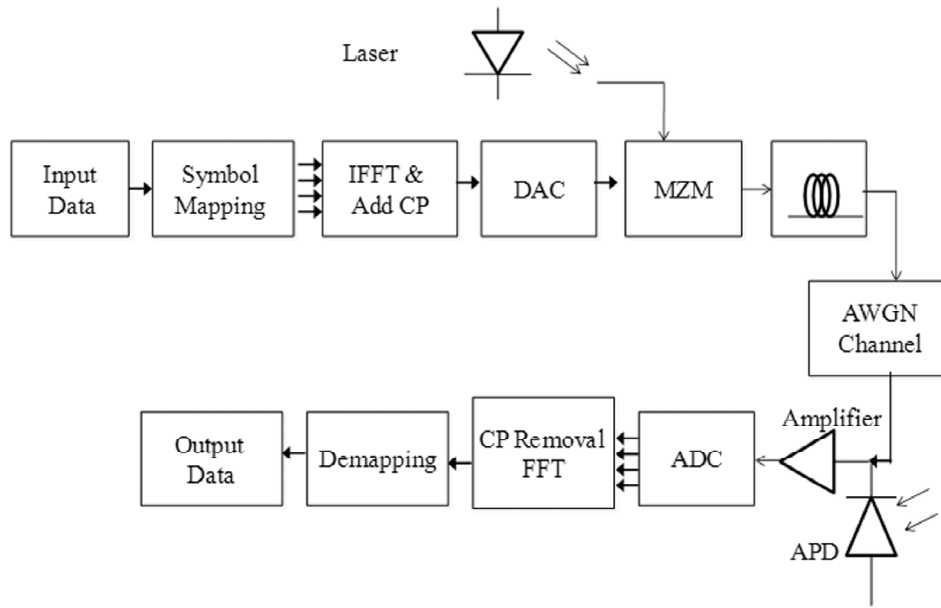 Laser
Input
Data
Symbol
Mapping
IFFT &
Add CP
DAC
MZM
AWGN
Channel
Amplifier
Output
Data
Demapping
CP Removal
FFT
ADC
APD